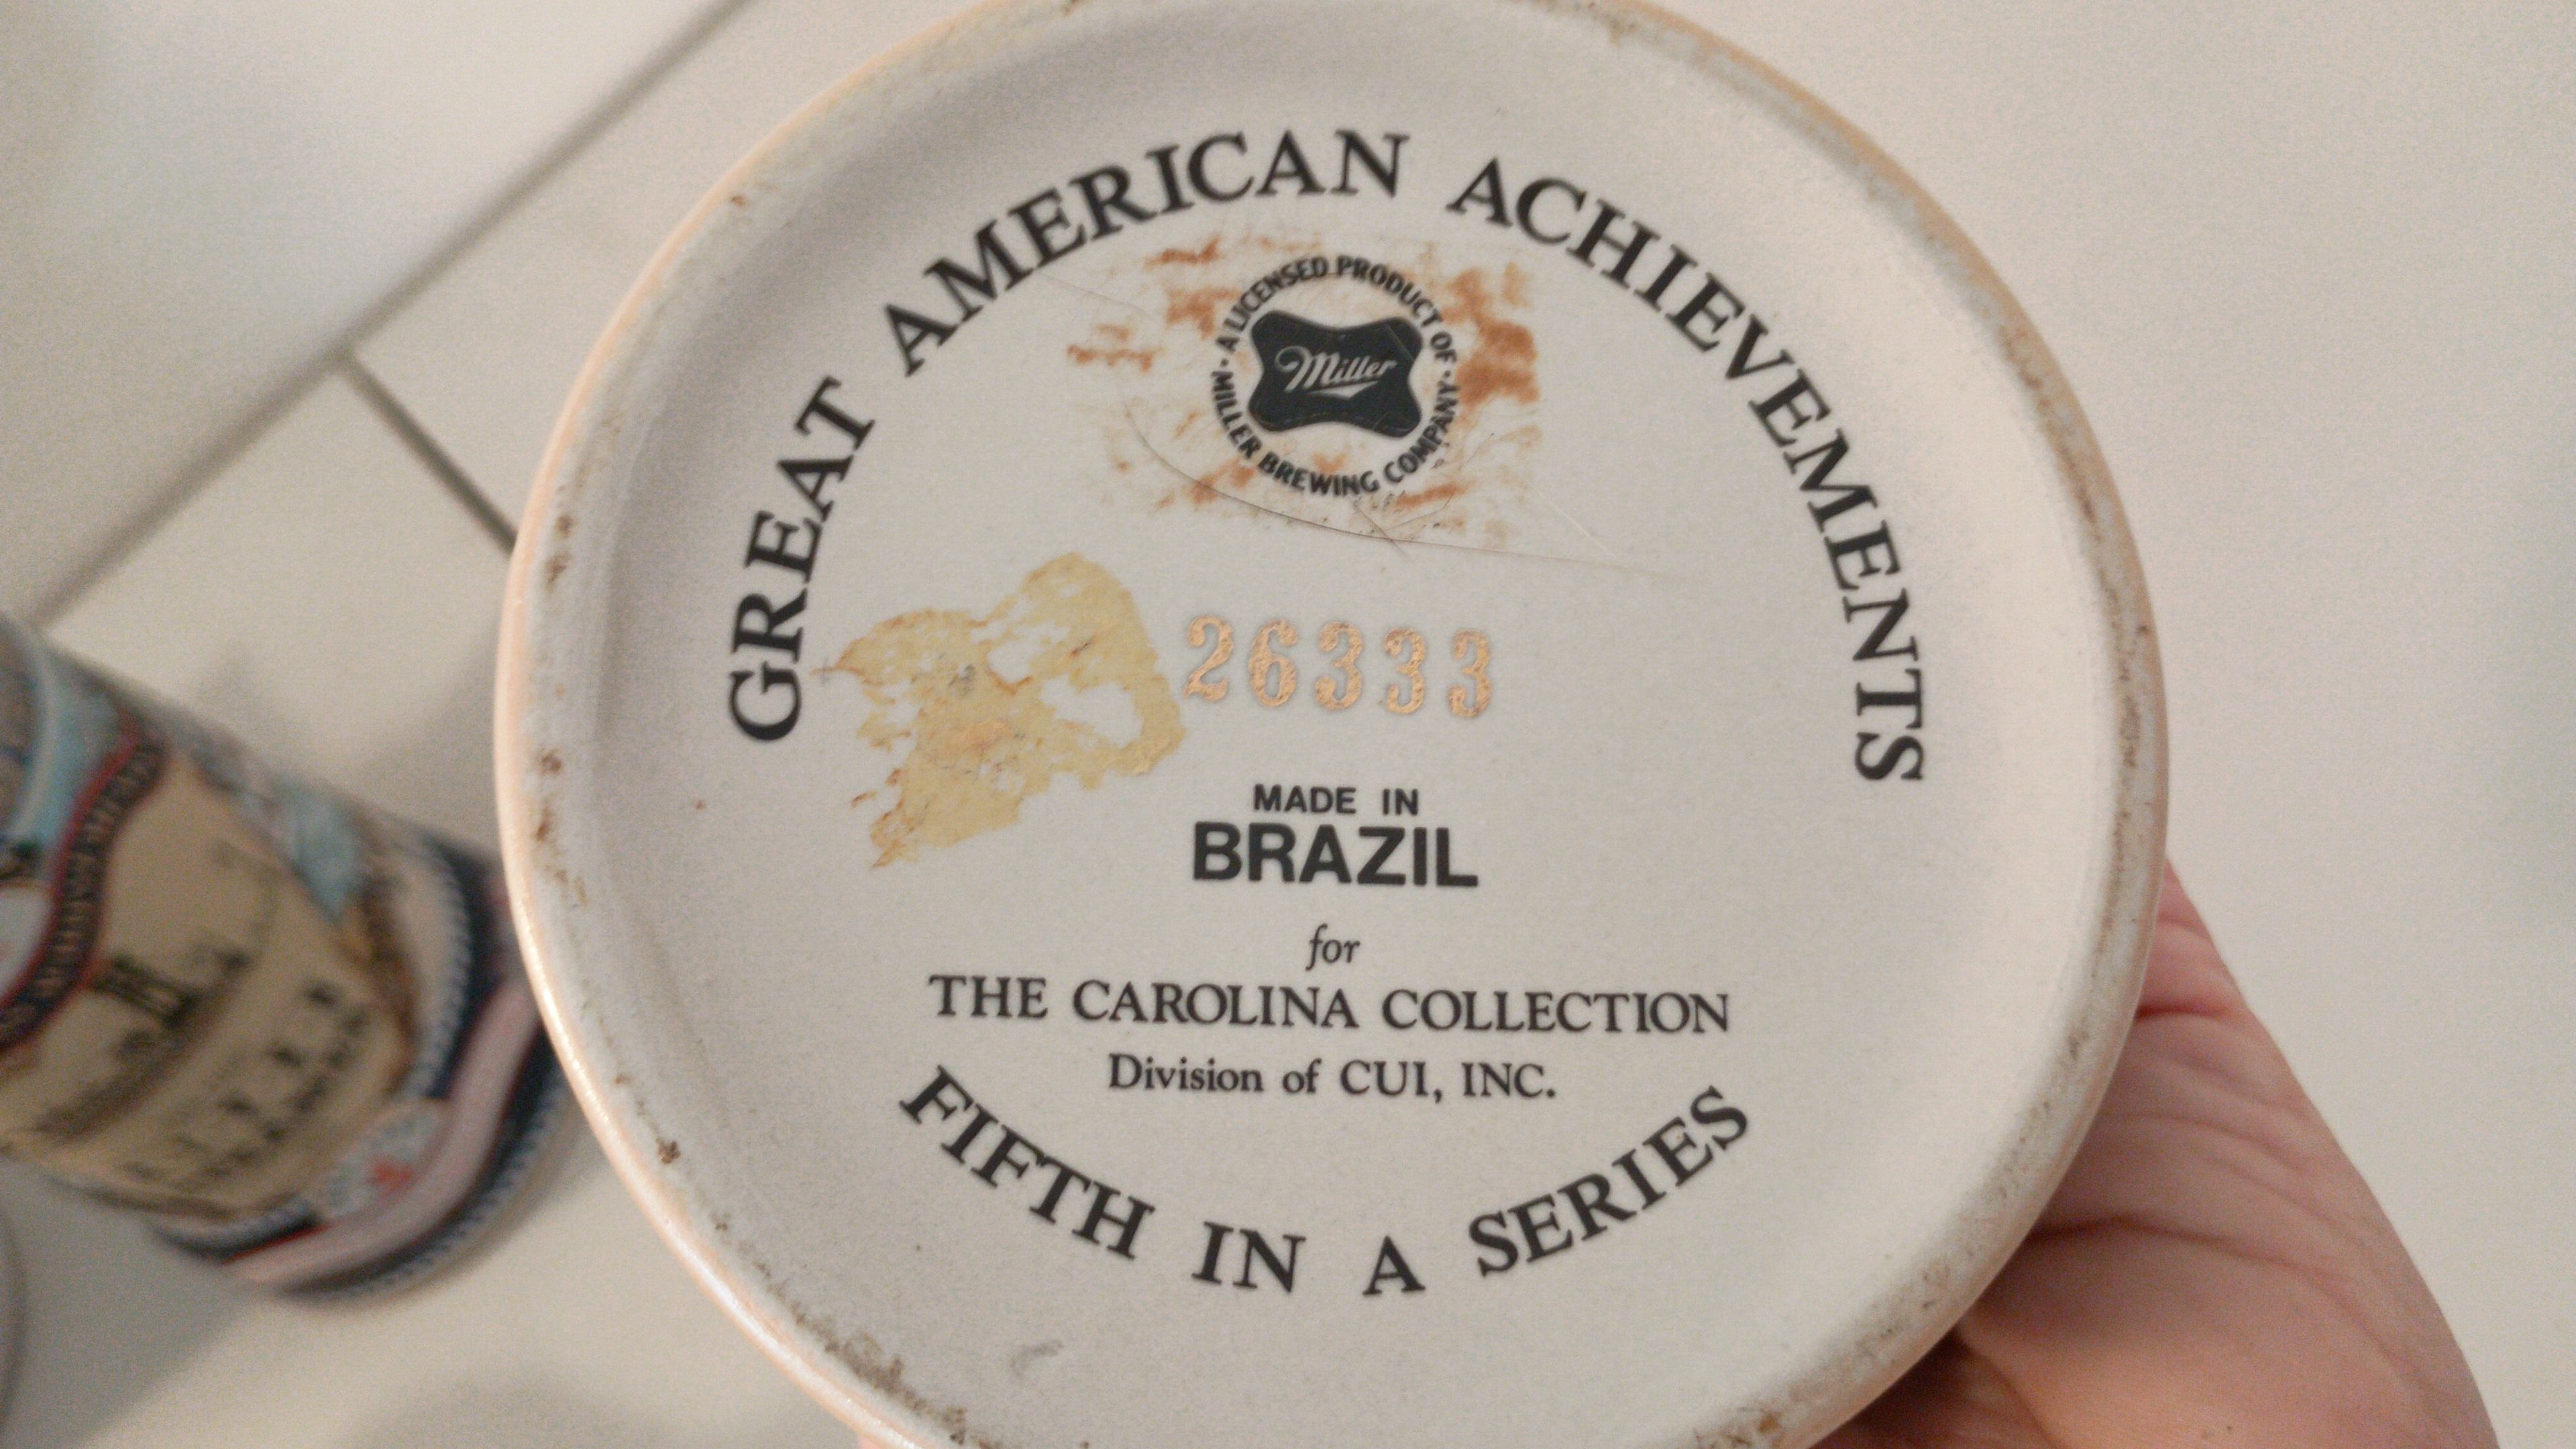 GREAT AMERICAN ACHIEVEMENTS
· A LICENSED PRODUCT OF ·
Miller
MILLER BREWING COMPANY
26333
MADE IN
BRAZIL
for
THE CAROLINA COLLECTION
Division of CUI, INC.
FIFTH IN A SERIES